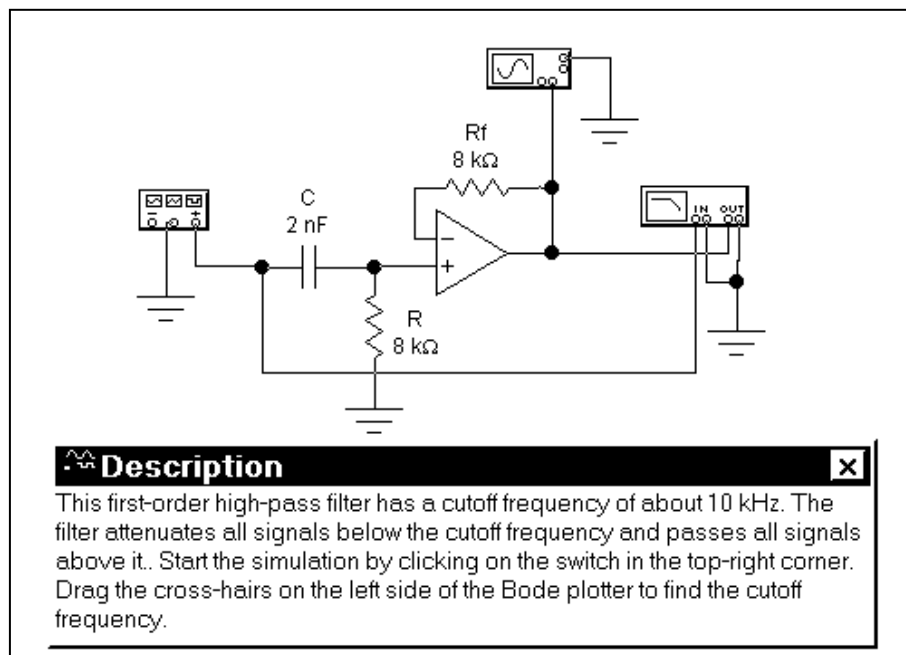 Rf
8 kΩ
C
2 nF
IN OUT
R
8 kΩ
Description
This first-order high-pass filter has a cutoff frequency of about 10 kHz. The
filter attenuates all signals below the cutoff frequency and passes all signals
above it.. Start the simulation by clicking on the switch in the top-right corner.
Drag the cross-hairs on the left side of the Bode plotter to find the cutoff
frequency.